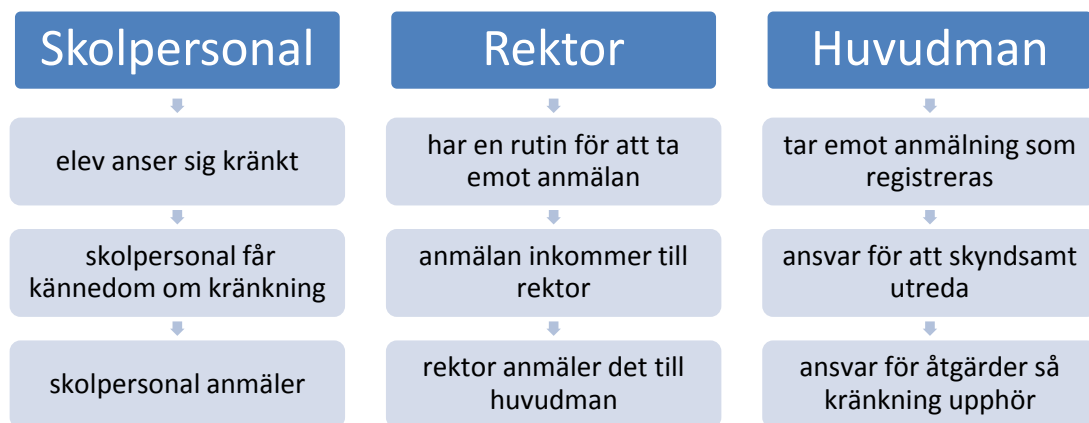 Skolpersonal
elev anser sig kränkt
skolpersonal får
kännedom om kränkning
skolpersonal anmäler
Rektor
har en rutin för att ta
emot anmälan
anmälan inkommer till
rektor
rektor anmäler det till
huvudman
Huvudman
tar emot anmälning som
registreras
ansvar för att skyndsamt
utreda
ansvar för åtgärder så
kränkning upphör